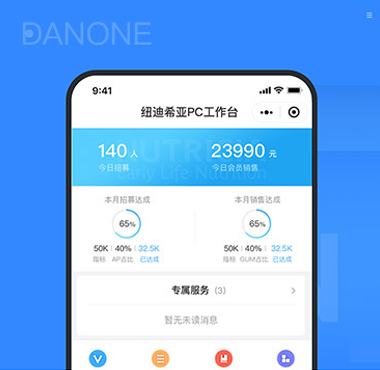 DANONE
9:41
纽迪希亚PC工作台
140 人
23990 元
今日招募
今日会员销售
Early Life Nutrition
本月招募达成
本月销售达成
65%
65%
50K 40% 32.5K
50K 40% 32.5K
指标 AP占比 已达成
指标 GUM占比 已达成
专属服务 (3)
暂无未读消息